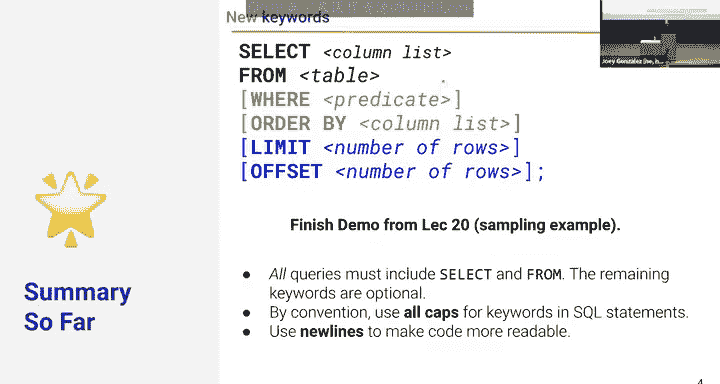 New keywords
SELECT <column list>
FROM <table>
[WHERE <predicate>]
[ORDER BY <column list>]
[LIMIT <number of rows>]
[OFFSET <number of rows>];
Finish Demo from Lec 20 (sampling example).
Summary
So Far
● All queries must include SELECT and FROM. The remaining
keywords are optional.
● By convention, use all caps for keywords in SQL statements.
● Use newlines to make code more readable.
Joey Gonzalez
4